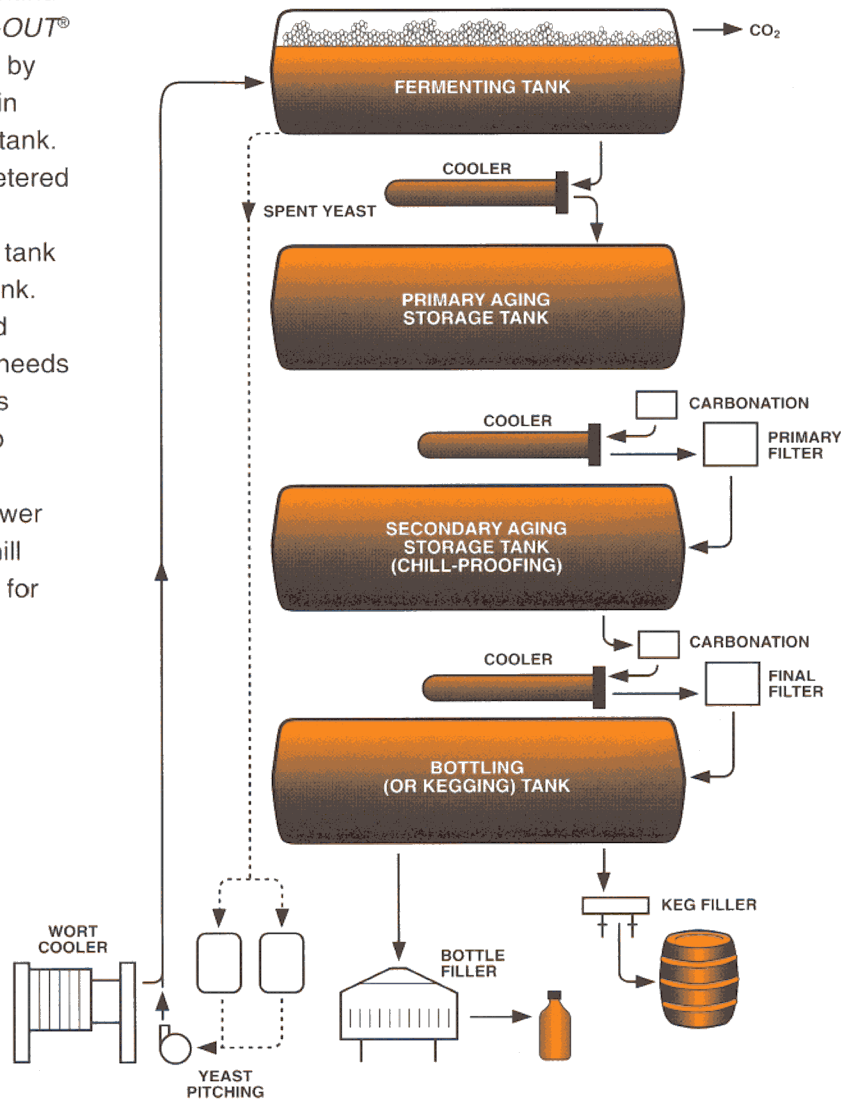 -OUT®
by
in
tank.
etered
tank
nk.
d
needs
s
o
wer
ill
for
CO₂
FERMENTING TANK
COOLER
SPENT YEAST
PRIMARY AGING
STORAGE TANK
CARBONATION
COOLER
PRIMARY
FILTER
SECONDARY AGING
STORAGE TANK
(CHILL-PROOFING)
CARBONATION
COOLER
FINAL
FILTER
BOTTLING
(OR KEGGING) TANK
KEG FILLER
WORT
COOLER
BOTTLE
FILLER
YEAST
PITCHING